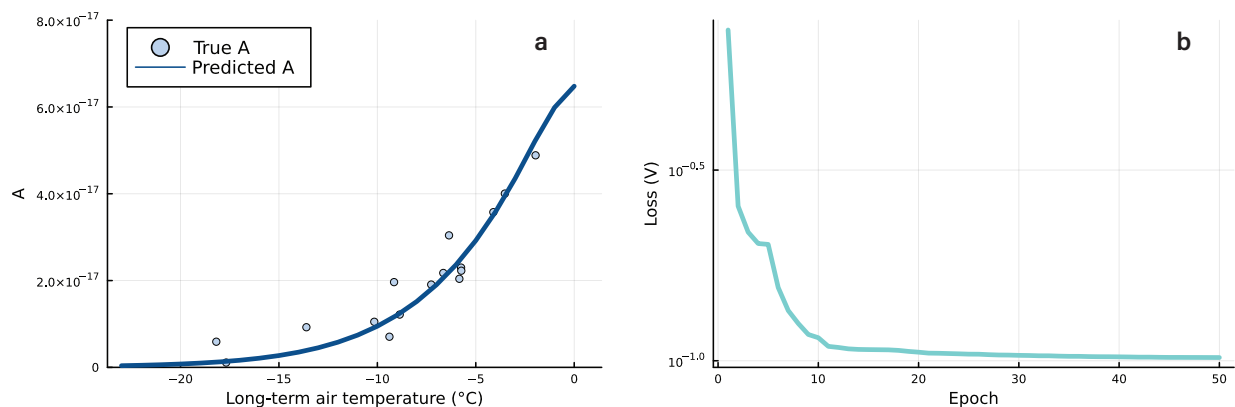 8.0×10⁻¹⁷
6.0×10⁻¹⁷
4.0×10⁻¹⁷
2.0×10⁻¹⁷
0
A
True A
Predicted A
a
−20 −15 −10 −5 0
Long-term air temperature (°C)
b
10⁻⁰·⁵
10⁻¹·⁰
Loss (V)
0 10 20 30 40 50
Epoch